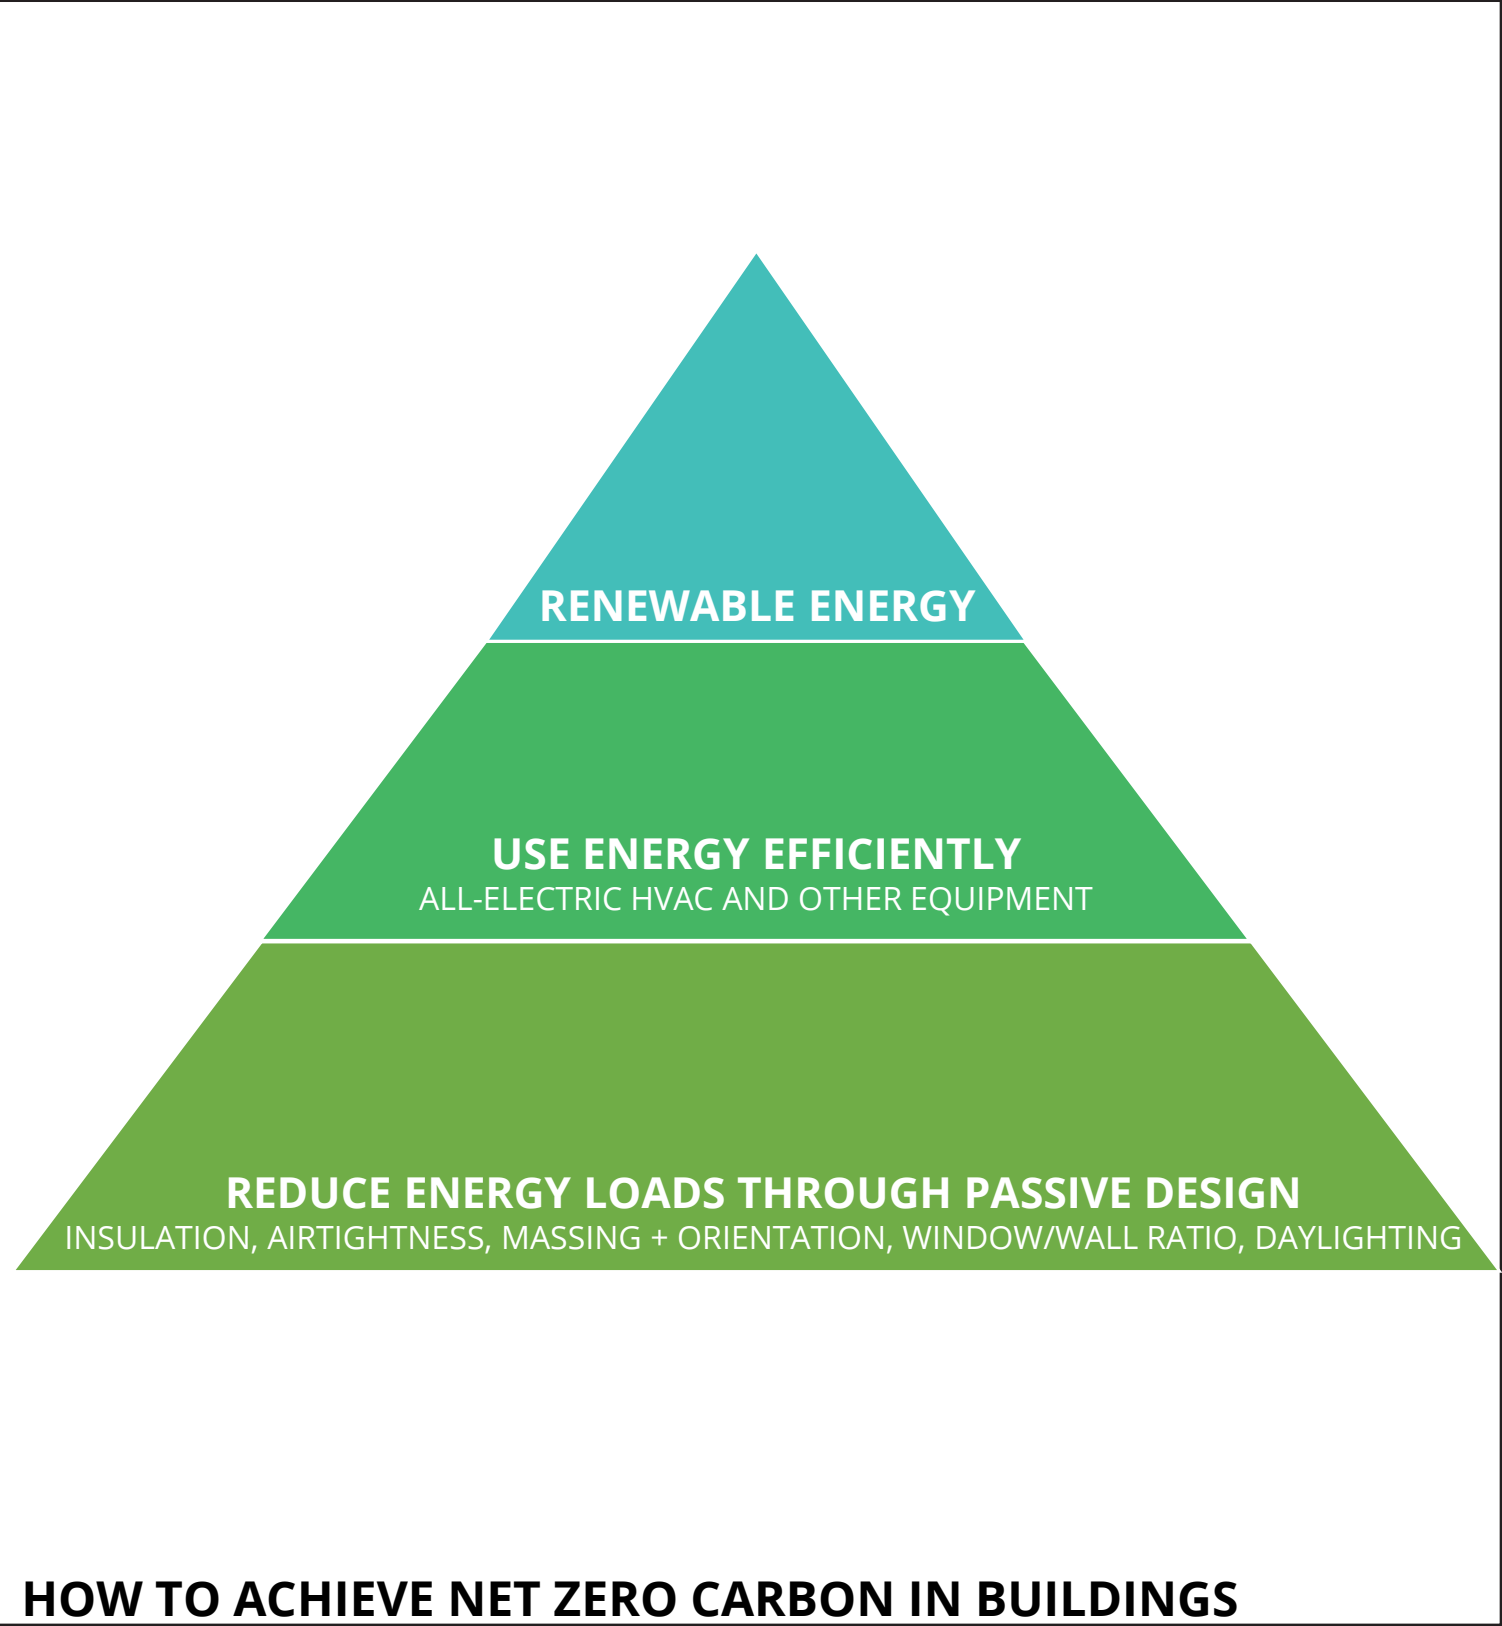 RENEWABLE ENERGY
USE ENERGY EFFICIENTLY
ALL-ELECTRIC HVAC AND OTHER EQUIPMENT
REDUCE ENERGY LOADS THROUGH PASSIVE DESIGN
INSULATION, AIRTIGHTNESS, MASSING + ORIENTATION, WINDOW/WALL RATIO, DAYLIGHTING
HOW TO ACHIEVE NET ZERO CARBON IN BUILDINGS